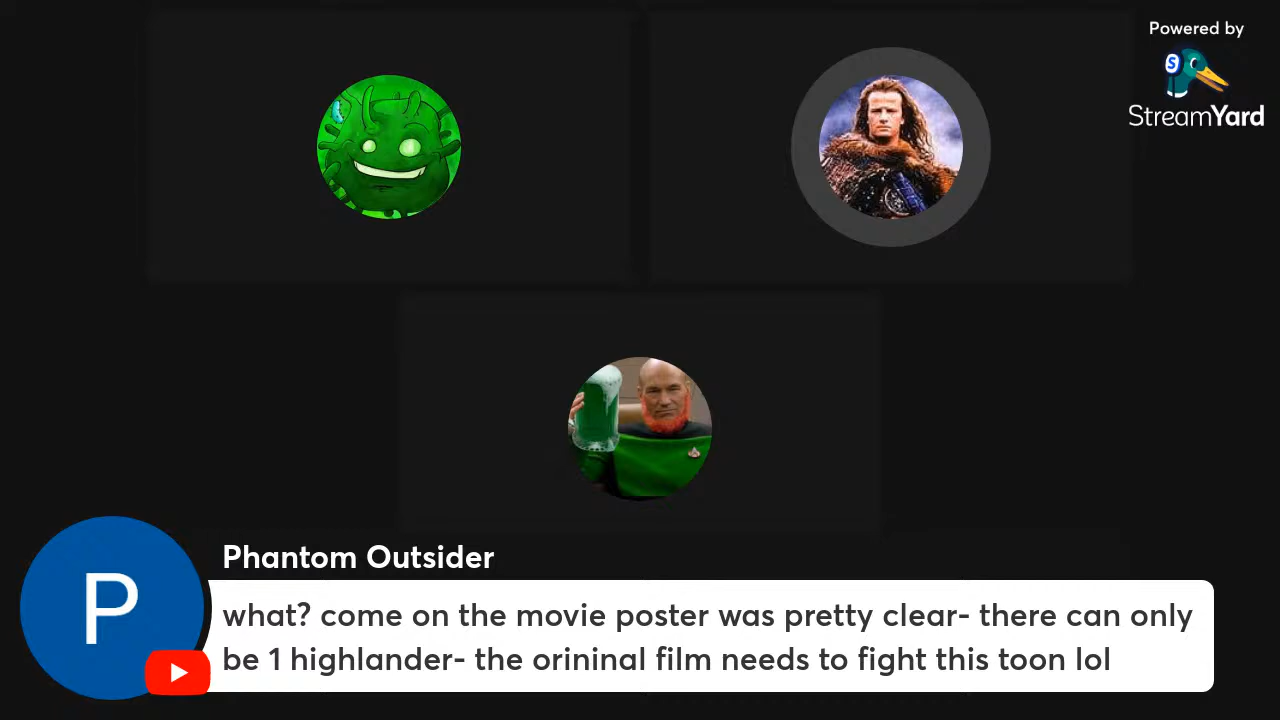 Powered by
StreamYard
Phantom Outsider
P
what? come on the movie poster was pretty clear- there can only
be 1 highlander- the orininal film needs to fight this toon lol